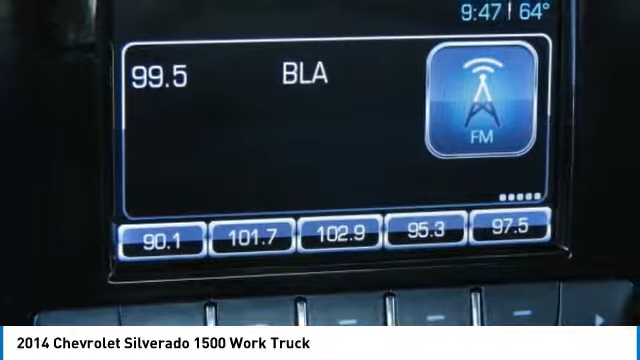 9:47 | 64°
99.5 BLA
FM
90.1 101.7 102.9 95.3 97.5
2014 Chevrolet Silverado 1500 Work Truck